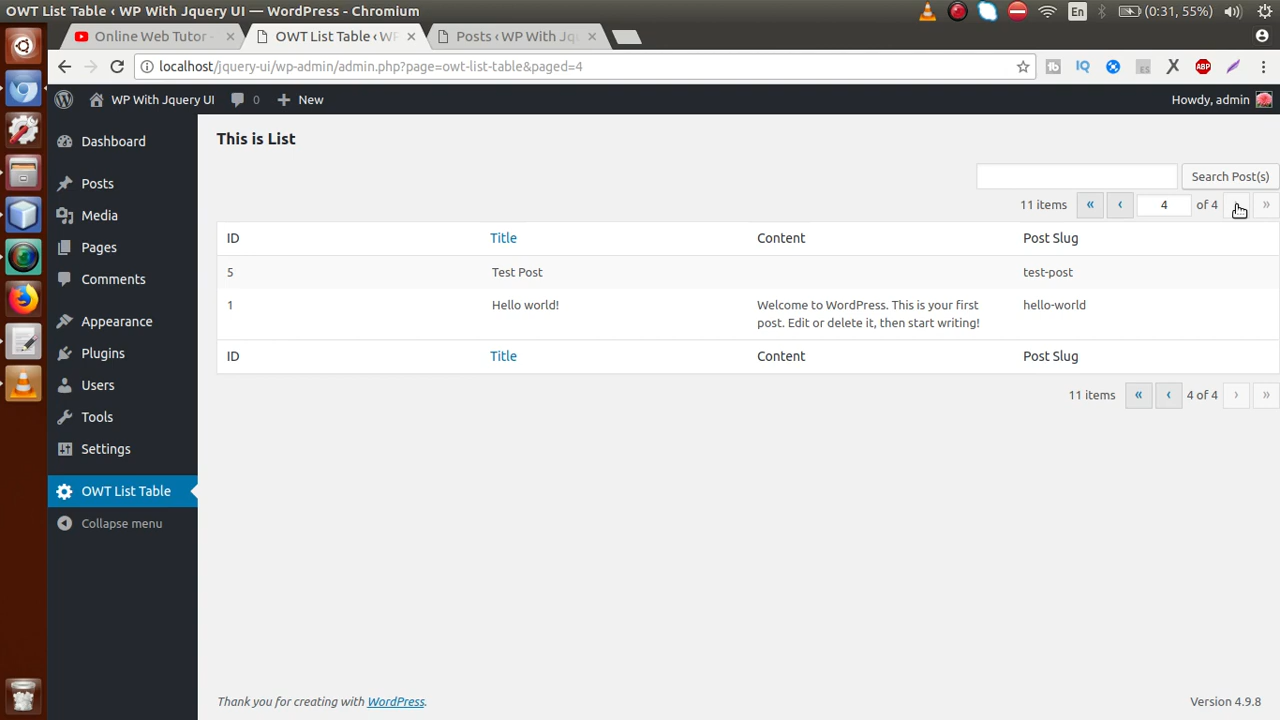 OWT List Table ‹ WP With Jquery UI — WordPress - Chromium
En
(0:31, 55%)
Online Web Tutor -
OWT List Table ‹ WP
Posts ‹ WP With Jqu
localhost/jquery-ui/wp-admin/admin.php?page=owt-list-table&paged=4
IQ
ES
ABP
WP With Jquery UI
0
New
Howdy, admin
Dashboard
Posts
Media
Pages
Comments
Appearance
Plugins
Users
Tools
Settings
OWT List Table
Collapse menu
This is List
Search Post(s)
11 items « ‹ 4 of 4 »
ID Title Content Post Slug
5 Test Post test-post
1 Hello world! Welcome to WordPress. This is your first hello-world
post. Edit or delete it, then start writing!
ID Title Content Post Slug
11 items « ‹ 4 of 4 › »
Thank you for creating with WordPress.
Version 4.9.8